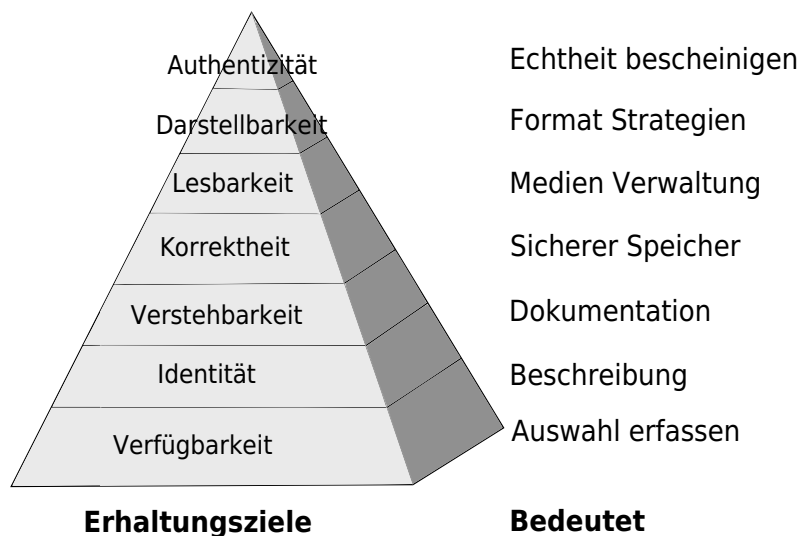 Authentizität
Echtheit bescheinigen
Darstellbarkeit
Format Strategien
Lesbarkeit
Medien Verwaltung
Korrektheit
Sicherer Speicher
Verstehbarkeit
Dokumentation
Identität
Beschreibung
Verfügbarkeit
Auswahl erfassen
Erhaltungsziele
Bedeutet